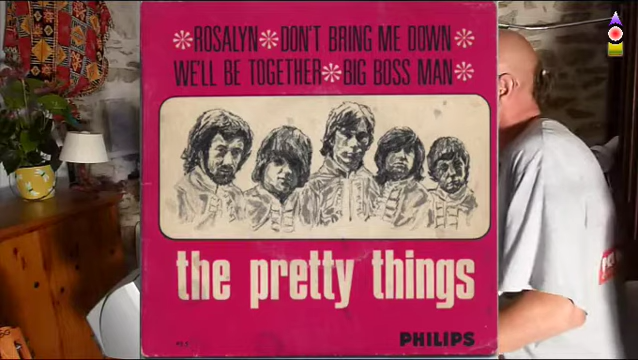 ✻ROSALYN✻DON'T BRING ME DOWN✻
WE'LL BE TOGETHER✻BIG BOSS MAN✻
the pretty things
PHILIPS